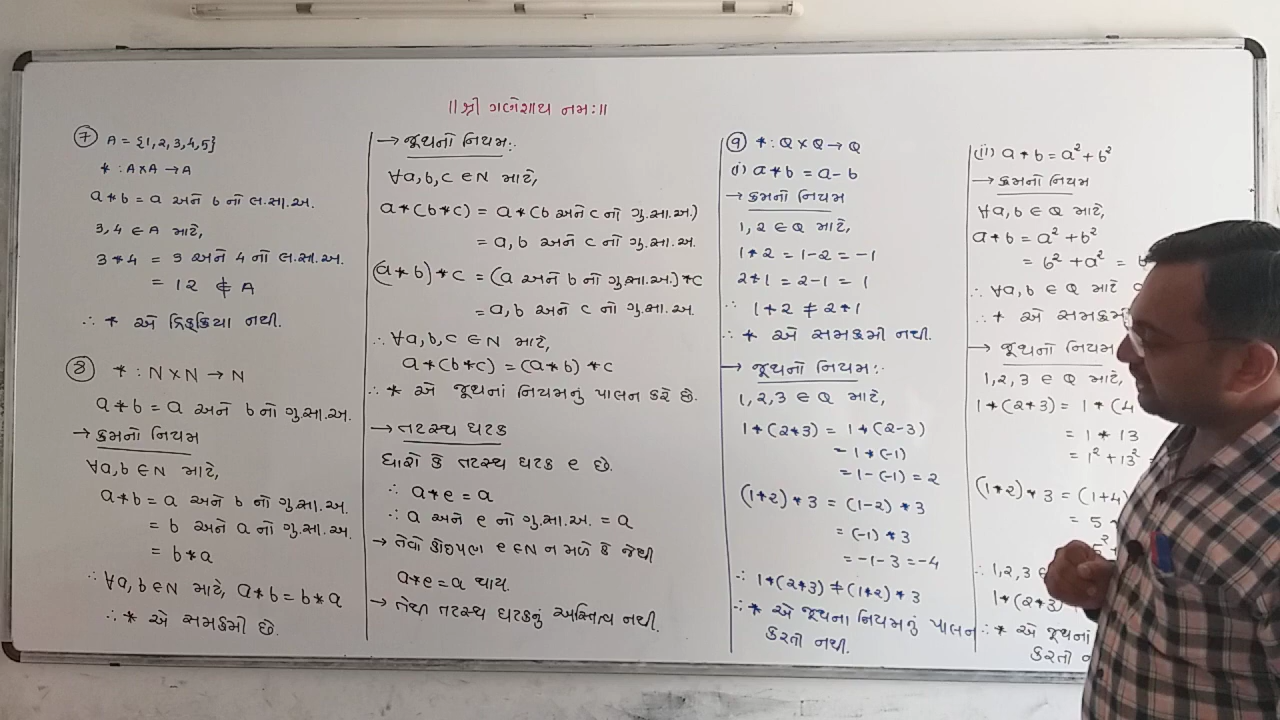 ॥ શ્રી ગણેશાય નમઃ॥
⑦ A = {1,2,3,4,5}
* : A×A → A
a*b = a અને b નો લ.સા.અ.
3,4 ∈ A માટે,
3*4 = 3 અને 4 નો લ.સા.અ.
= 12 ∉ A
∴ * એ દ્વિક્ક્રિયા નથી.
⑧ * : N×N → N
a*b = a અને b નો ગુ.સા.અ.
→ ક્રમનો નિયમ
∀a,b ∈ N માટે,
a*b = a અને b નો ગુ.સા.અ.
= b અને a નો ગુ.સા.અ.
= b*a
∴ ∀a,b ∈ N માટે, a*b = b*a
∴ * એ સમક્રમી છે.
→ જૂથનો નિયમ:
∀a,b,c ∈ N માટે,
a*(b*c) = a*(b અને c નો ગુ.સા.અ.)
= a,b અને c નો ગુ.સા.અ.
(a*b)*c = (a અને b નો ગુ.સા.અ.)*c
= a,b અને c નો ગુ.સા.અ.
∴ ∀a,b,c ∈ N માટે,
a*(b*c) = (a*b)*c
∴ * એ જૂથનાં નિયમનું પાલન કરે છે.
→ તટસ્થ ઘટક
ધારો કે તટસ્થ ઘટક e છે.
∴ a*e = a
∴ a અને e નો ગુ.સા.અ. = a
→ તેવો કોઇપણ e ∈ N ન મળે કે જેથી
a*e = a થાય.
→ તેથી તટસ્થ ઘટકનું અસ્તિત્વ નથી.
⑨ * : Q×Q → Q
(i) a*b = a-b
→ ક્રમનો નિયમ
1,2 ∈ Q માટે,
1*2 = 1-2 = -1
2*1 = 2-1 = 1
∴ 1*2 ≠ 2*1
∴ * એ સમક્રમી નથી.
→ જૂથનો નિયમ:
1,2,3 ∈ Q માટે,
1*(2*3) = 1*(2-3)
= 1*(-1)
= 1-(-1) = 2
(1*2)*3 = (1-2)*3
= (-1)*3
= -1-3 = -4
∴ 1*(2*3) ≠ (1*2)*3
∴ * એ જૂથના નિયમનું પાલન
કરતો નથી.
(ii) a*b = a²+b²
→ ક્રમનો નિયમ
∀a,b ∈ Q માટે,
a*b = a²+b²
= b²+a² =
∴ ∀a,b ∈ Q માટે
∴ * એ સમક્રમી
→ જૂથનો નિયમ
1,2,3 ∈ Q માટે,
1*(2*3) = 1*(4
= 1*13
= 1²+13²
(1*2)*3 = (1+4)
= 5
∴ 1,2,3 ∈
1*(2*3)
∴ * એ જૂથનાં
કરતો